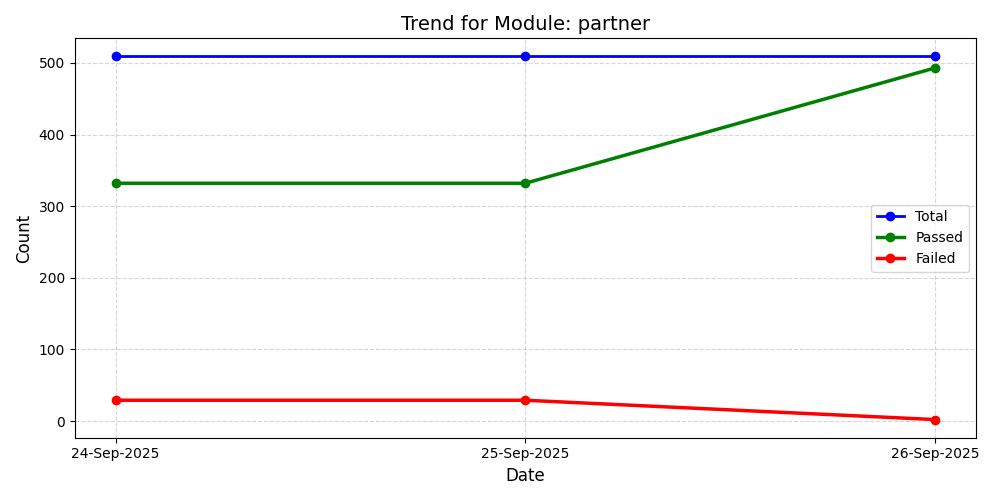 Trend for Module: partner
500
400
300
200
100
0
Count
Total
Passed
Failed
24-Sep-2025
25-Sep-2025
26-Sep-2025
Date